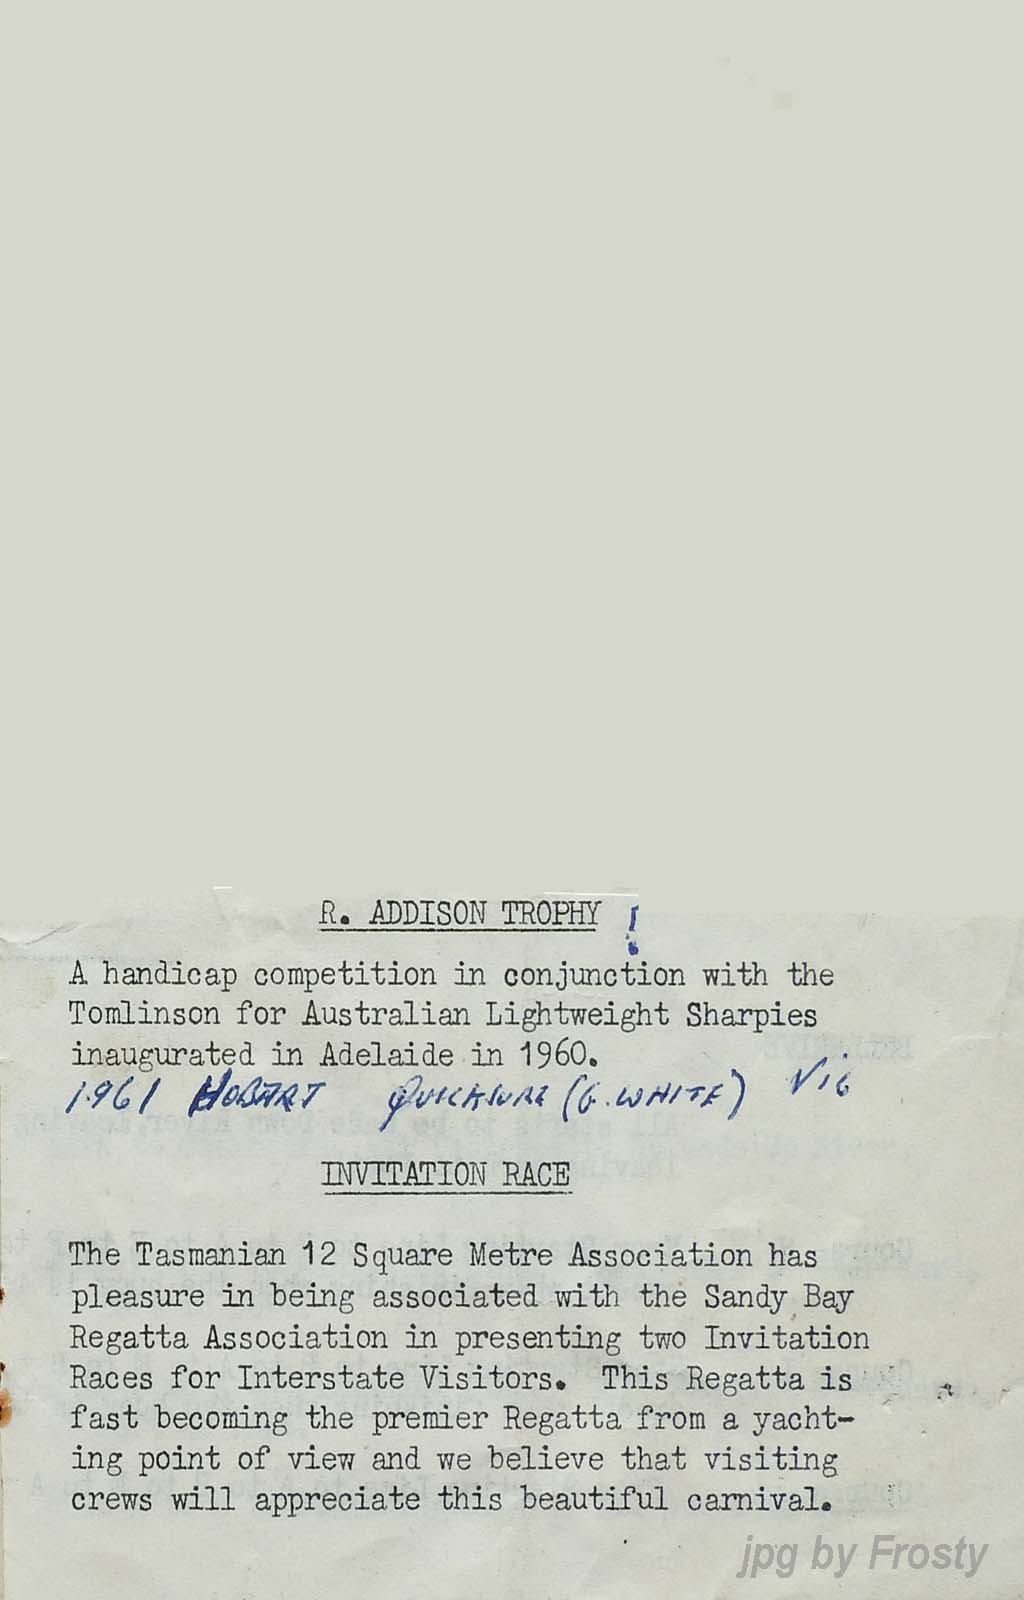 R. ADDISON TROPHY !
A handicap competition in conjunction with the
Tomlinson for Australian Lightweight Sharpies
inaugurated in Adelaide in 1960.
1961 HOBART QUICKSURE (G. WHITE) Vic
INVITATION RACE
The Tasmanian 12 Square Metre Association has
pleasure in being associated with the Sandy Bay
Regatta Association in presenting two Invitation
Races for Interstate Visitors. This Regatta is
fast becoming the premier Regatta from a yacht-
ing point of view and we believe that visiting
crews will appreciate this beautiful carnival.
jpg by Frosty